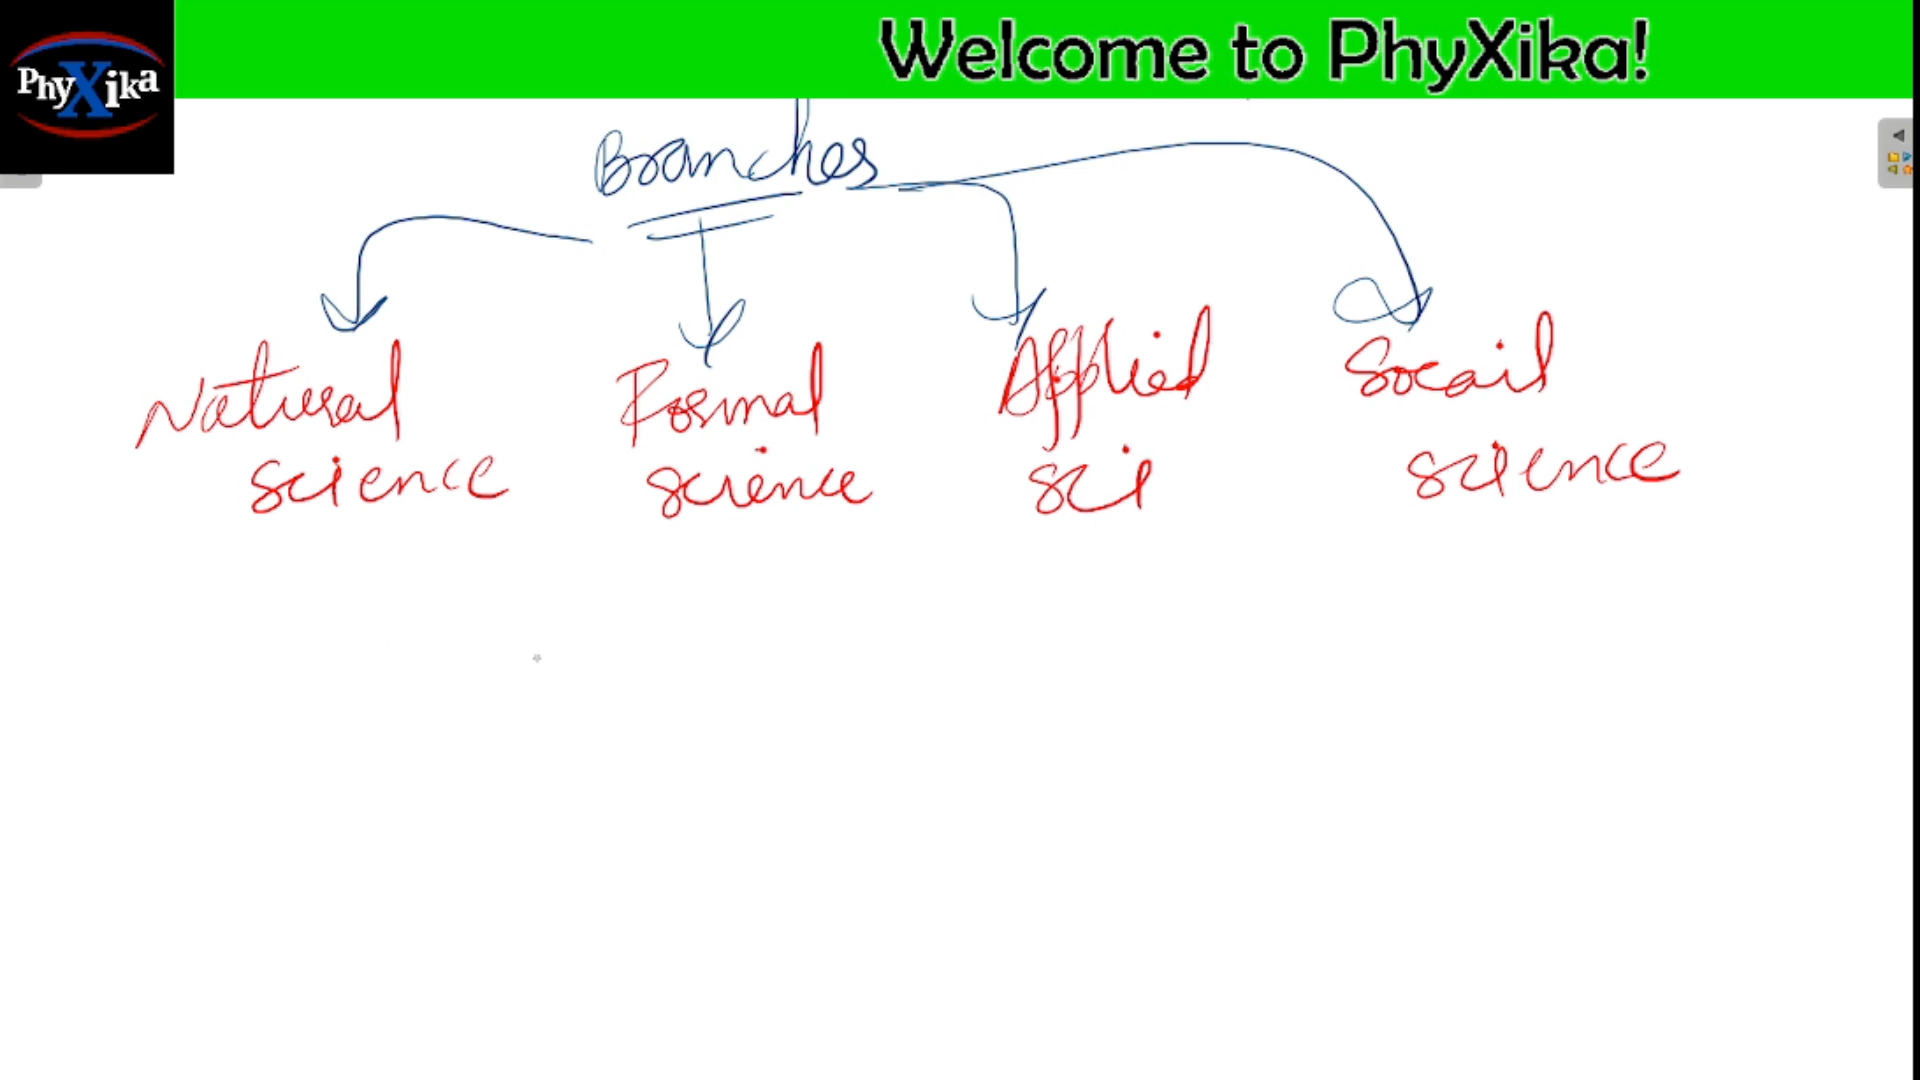 Welcome to PhyXika!
PhyXika
Branches
Natural
science
Formal
science
Applied
sci
Socail
science